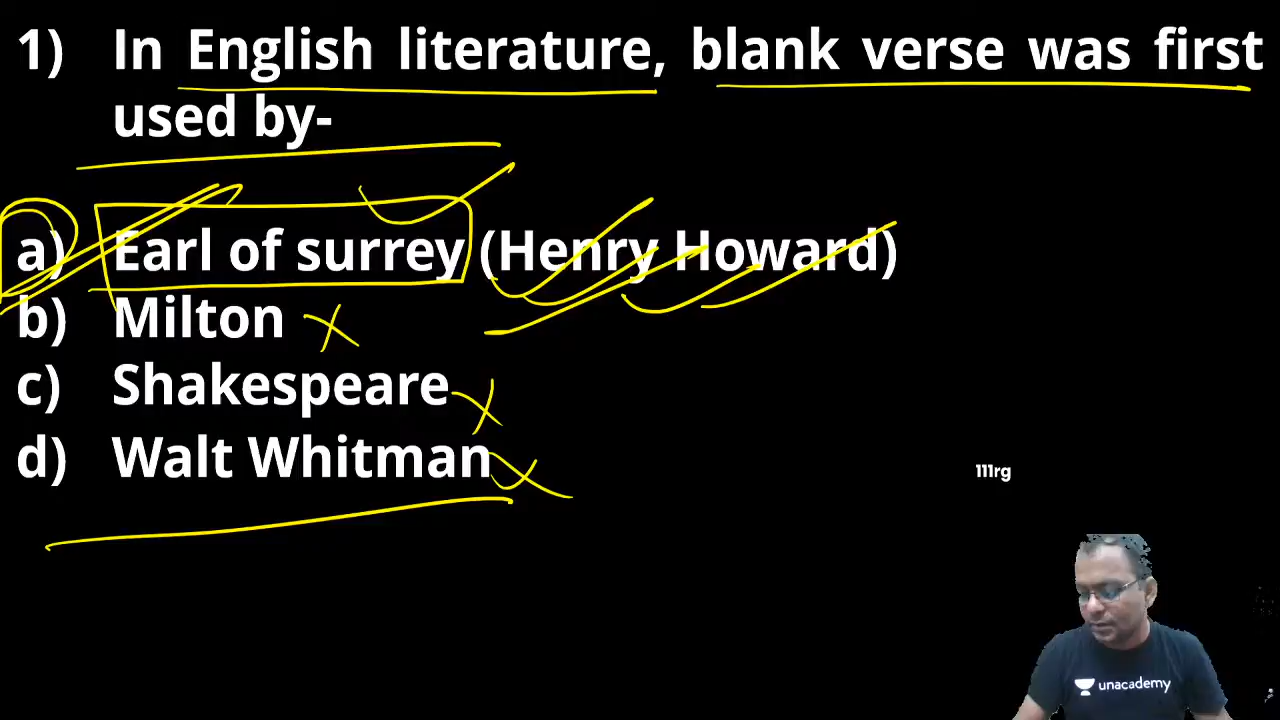 1) In English literature, blank verse was first
used by-
a) Earl of surrey (Henry Howard)
b) Milton
c) Shakespeare
d) Walt Whitman
111rg
unacademy